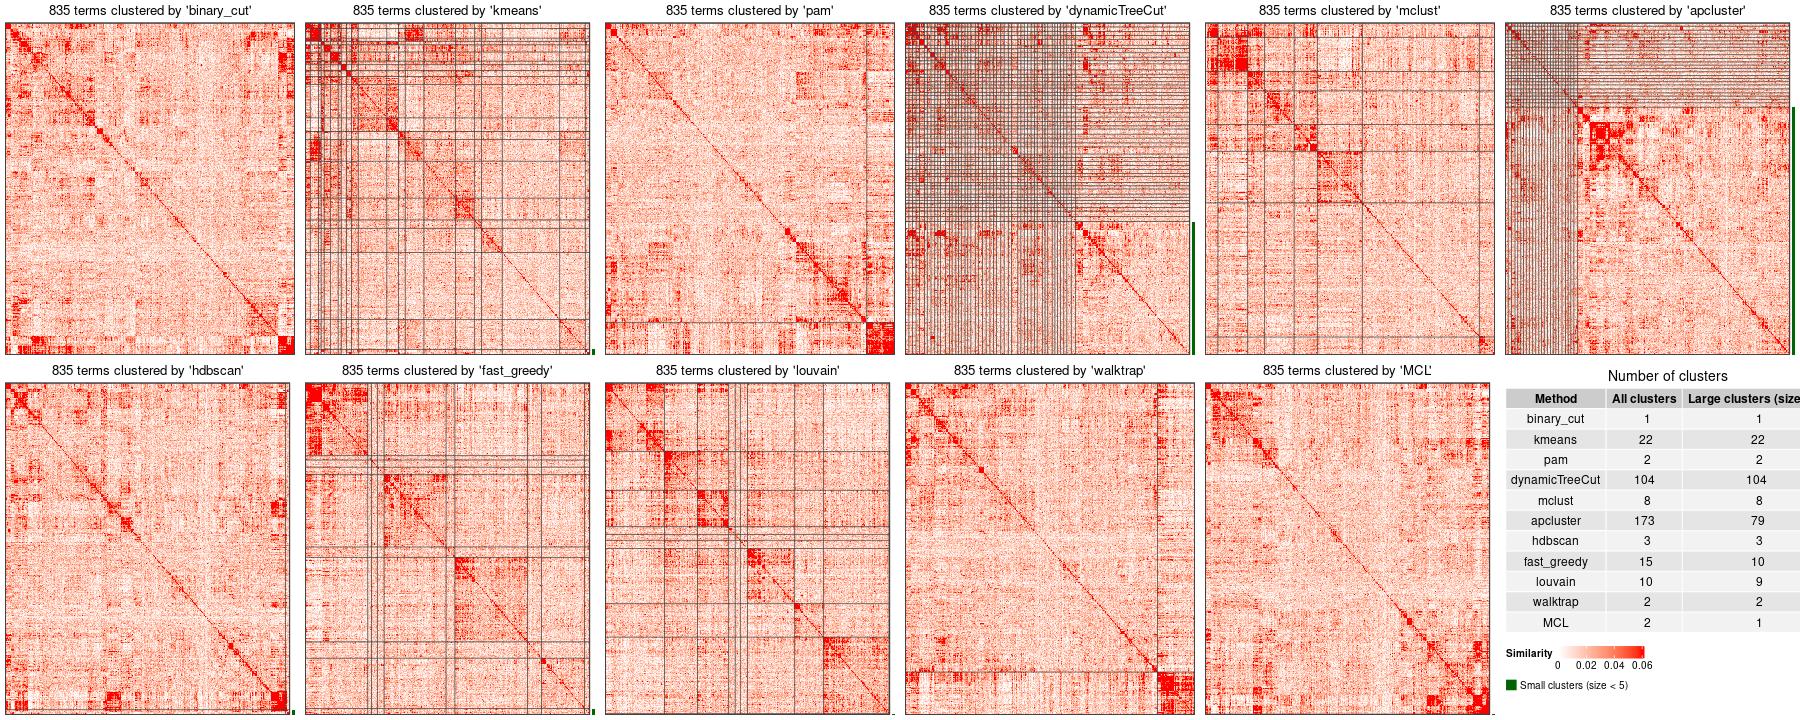 835 terms clustered by 'binary_cut'
835 terms clustered by 'kmeans'
835 terms clustered by 'pam'
835 terms clustered by 'dynamicTreeCut'
835 terms clustered by 'mclust'
835 terms clustered by 'apcluster'
835 terms clustered by 'hdbscan'
835 terms clustered by 'fast_greedy'
835 terms clustered by 'louvain'
835 terms clustered by 'walktrap'
835 terms clustered by 'MCL'
Number of clusters
Method All clusters Large clusters (size
binary_cut 1 1
kmeans 22 22
pam 2 2
dynamicTreeCut 104 104
mclust 8 8
apcluster 173 79
hdbscan 3 3
fast_greedy 15 10
louvain 10 9
walktrap 2 2
MCL 2 1
Similarity
0 0.02 0.04 0.06
Small clusters (size < 5)